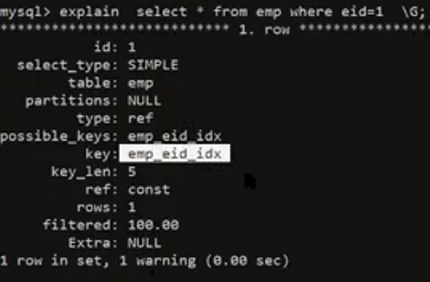 mysql> explain  select * from emp where eid=1  \G;
*************************** 1. row ***************************
id: 1
select_type: SIMPLE
table: emp
partitions: NULL
type: ref
possible_keys: emp_eid_idx
key: emp_eid_idx
key_len: 5
ref: const
rows: 1
filtered: 100.00
Extra: NULL
1 row in set, 1 warning (0.00 sec)